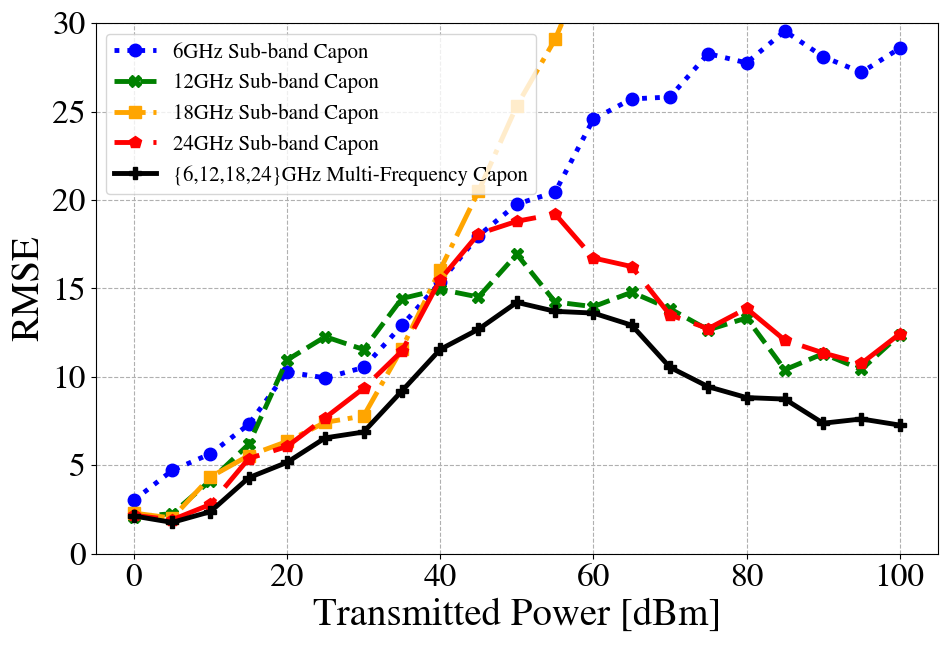 30
25
20
15
10
5
0
RMSE
6GHz Sub-band Capon
12GHz Sub-band Capon
18GHz Sub-band Capon
24GHz Sub-band Capon
{6,12,18,24}GHz Multi-Frequency Capon
0 20 40 60 80 100
Transmitted Power [dBm]